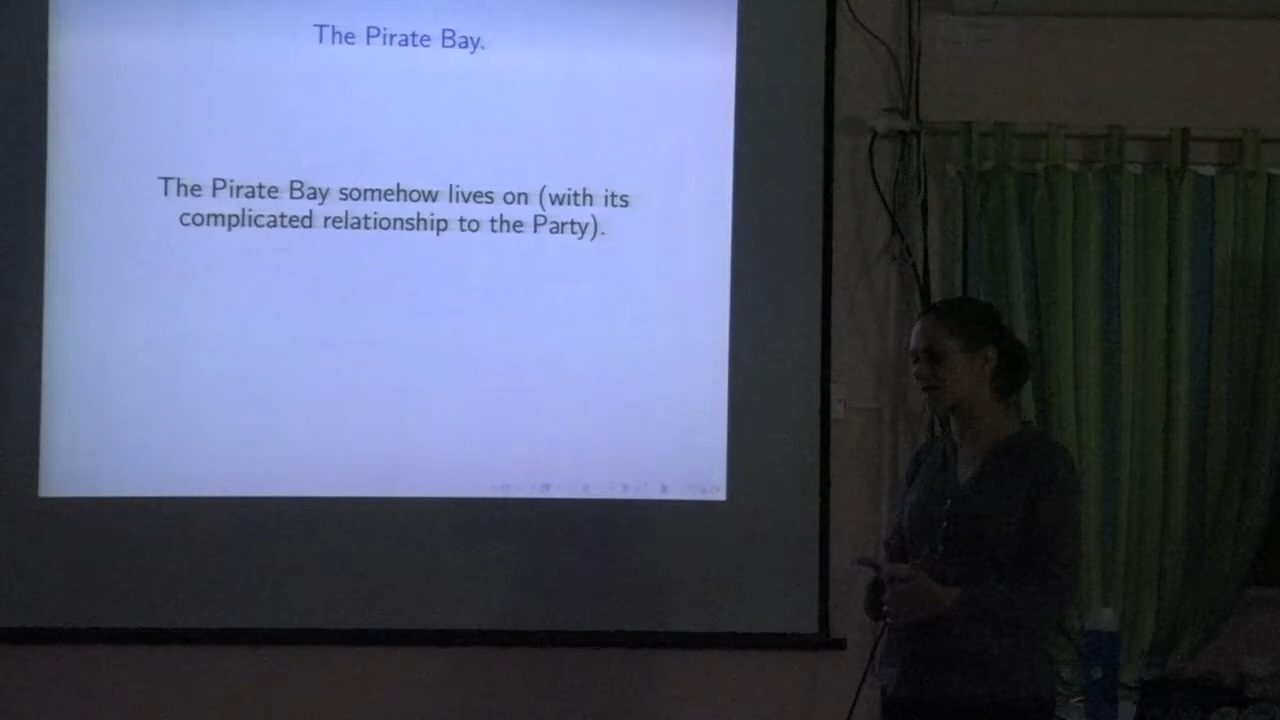 The Pirate Bay.
The Pirate Bay somehow lives on (with its
complicated relationship to the Party).